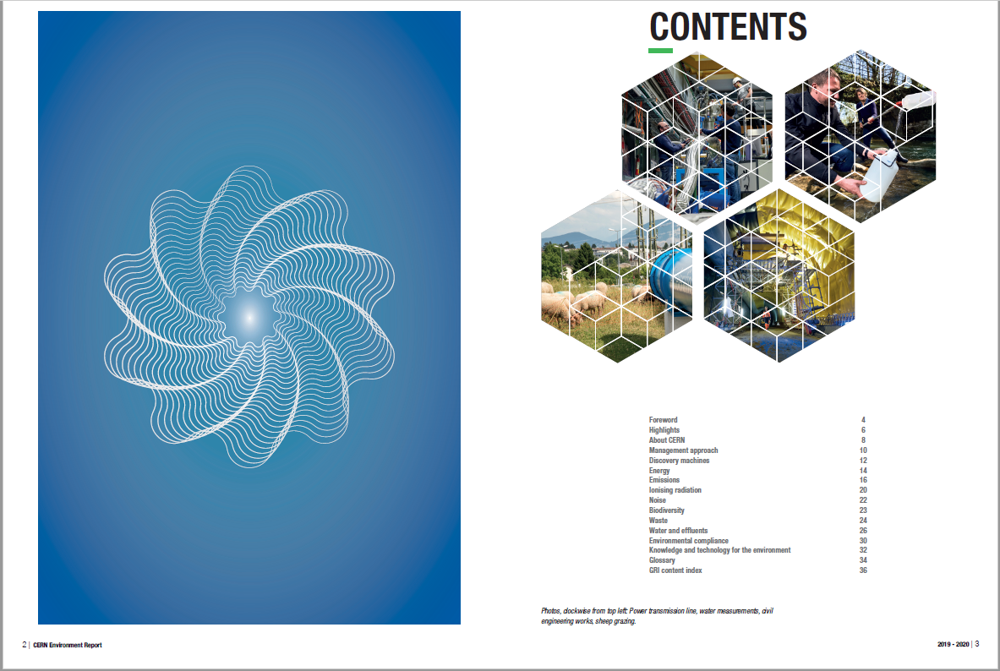 CONTENTS
Foreword 4
Highlights 6
About CERN 8
Management approach 10
Discovery machines 12
Energy 14
Emissions 16
Ionising radiation 20
Noise 22
Biodiversity 23
Waste 24
Water and effluents 26
Environmental compliance 30
Knowledge and technology for the environment 32
Glossary 34
GRI content index 36
Photos, clockwise from top left: Power transmission line, water measurements, civil
engineering works, sheep grazing.
2 | CERN Environment Report
2019 - 2020 | 3